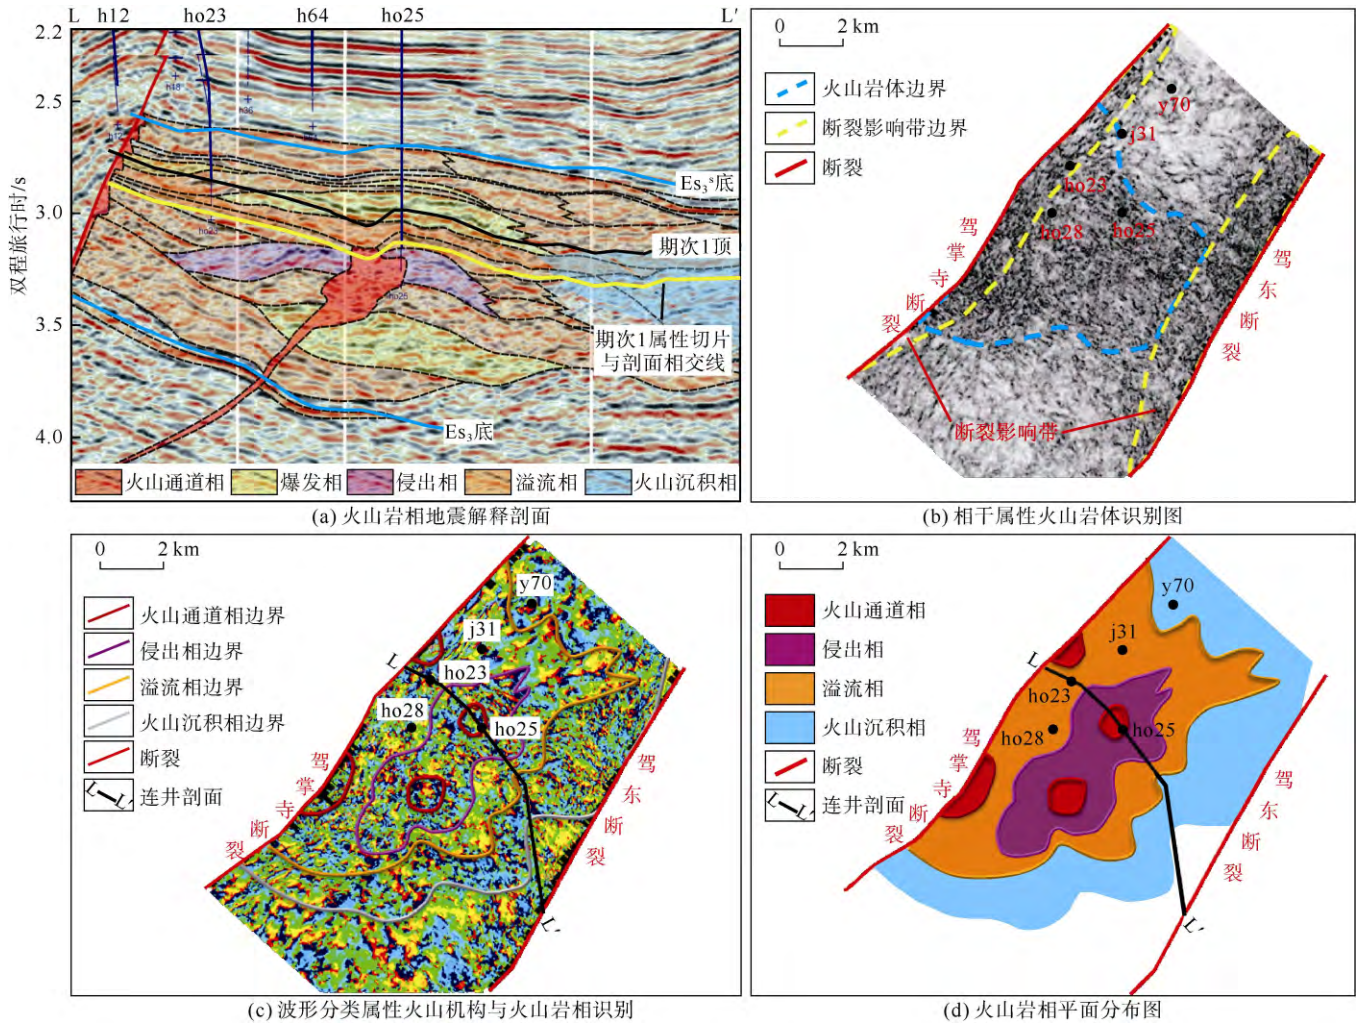 L h12 ho23 h64 ho25 L′
2.2
2.5
3.0
3.5
4.0
双程旅行时/s
h18
h36
ho25
Es₃ˢ底
期次1顶
期次1属性切片
与剖面相交线
Es₃底
火山通道相 爆发相 侵出相 溢流相 火山沉积相
(a) 火山岩相地震解释剖面
0 2 km
火山岩体边界
断裂影响带边界
断裂
y70
j31
ho23
ho28 ho25
驾掌寺断裂
驾东断裂
断裂影响带
(b) 相干属性火山岩体识别图
0 2 km
火山通道相边界
侵出相边界
溢流相边界
火山沉积相边界
断裂
L L′ 连井剖面
y70
j31
L
ho23
ho28
ho25
L′
驾掌寺断裂
驾东断裂
(c) 波形分类属性火山机构与火山岩相识别
0 2 km
火山通道相
侵出相
溢流相
火山沉积相
断裂
L L′ 连井剖面
y70
j31
L
ho23
ho28
ho25
L′
驾掌寺断裂
驾东断裂
(d) 火山岩相平面分布图